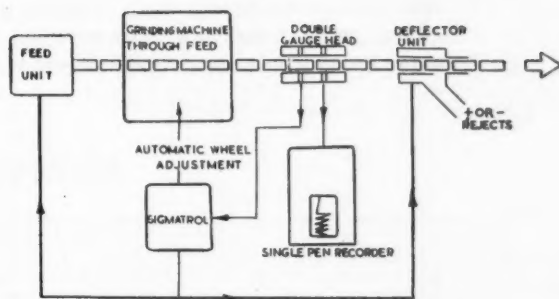 FEED
UNIT
GRINDING MACHINE
THROUGH FEED
DOUBLE
GAUGE HEAD
DEFLECTOR
UNIT
+OR-
REJECTS
AUTOMATIC WHEEL
ADJUSTMENT
SIGMATROL
SINGLE PEN RECORDER